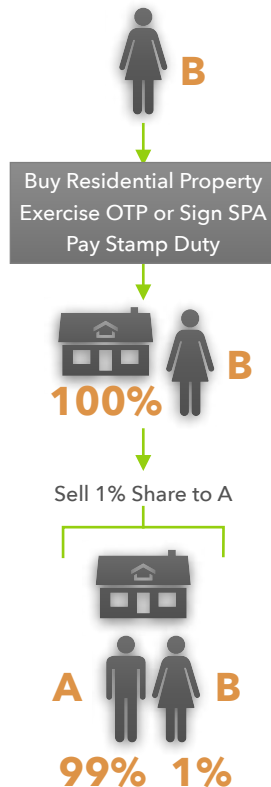 B
Buy Residential Property
Exercise OTP or Sign SPA
Pay Stamp Duty
B
100%
Sell 1% Share to A
A B
99% 1%